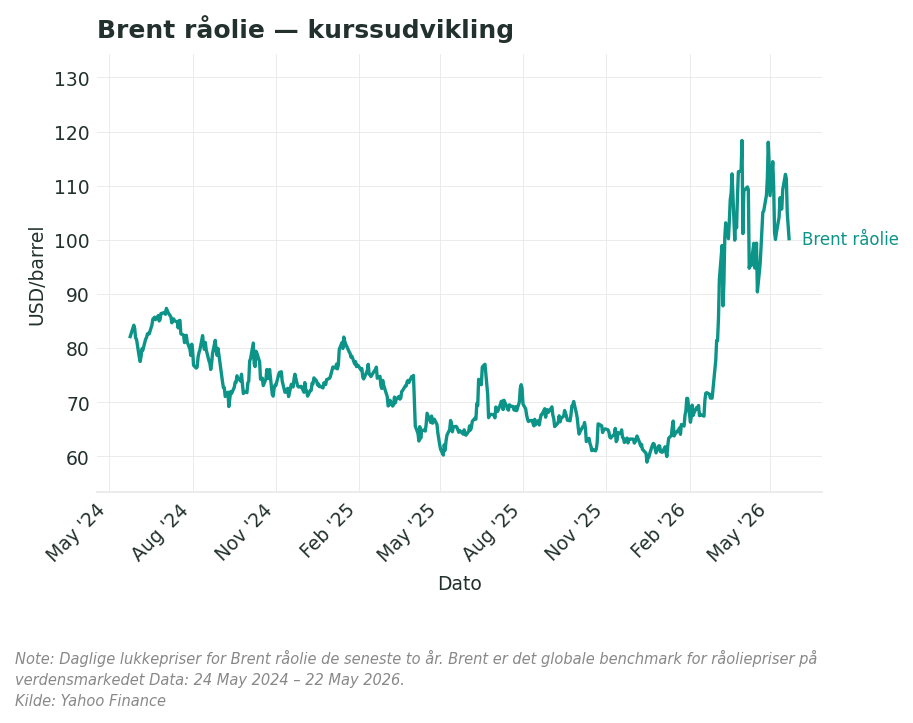 Brent råolie — kurssudvikling
130
120
110
100
90
80
70
60
USD/barrel
Brent råolie
May '24
Aug '24
Nov '24
Feb '25
May '25
Aug '25
Nov '25
Feb '26
May '26
Dato
Note: Daglige lukkepriser for Brent råolie de seneste to år. Brent er det globale benchmark for råoliepriser på
verdensmarkedet Data: 24 May 2024 – 22 May 2026.
Kilde: Yahoo Finance